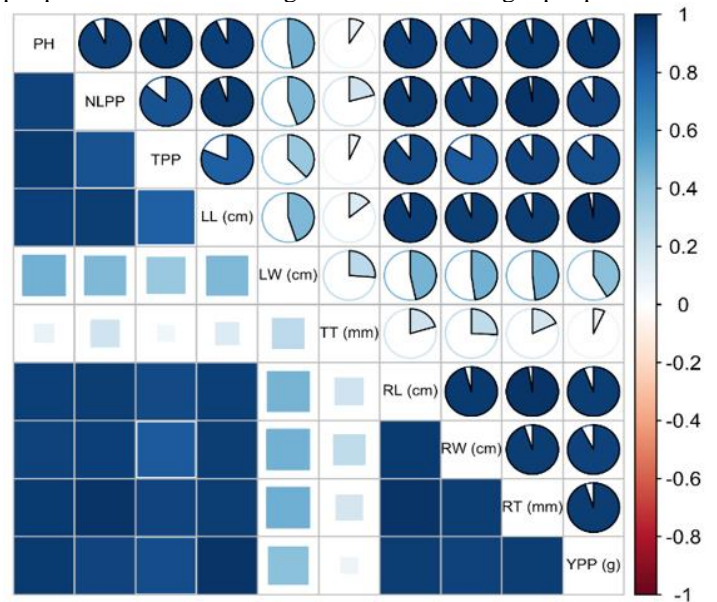 PH
NLPP
TPP
LL (cm)
LW (cm)
TT (mm)
RL (cm)
RW (cm)
RT (mm)
YPP (g)
1
0.8
0.6
0.4
0.2
0
-0.2
-0.4
-0.6
-0.8
-1